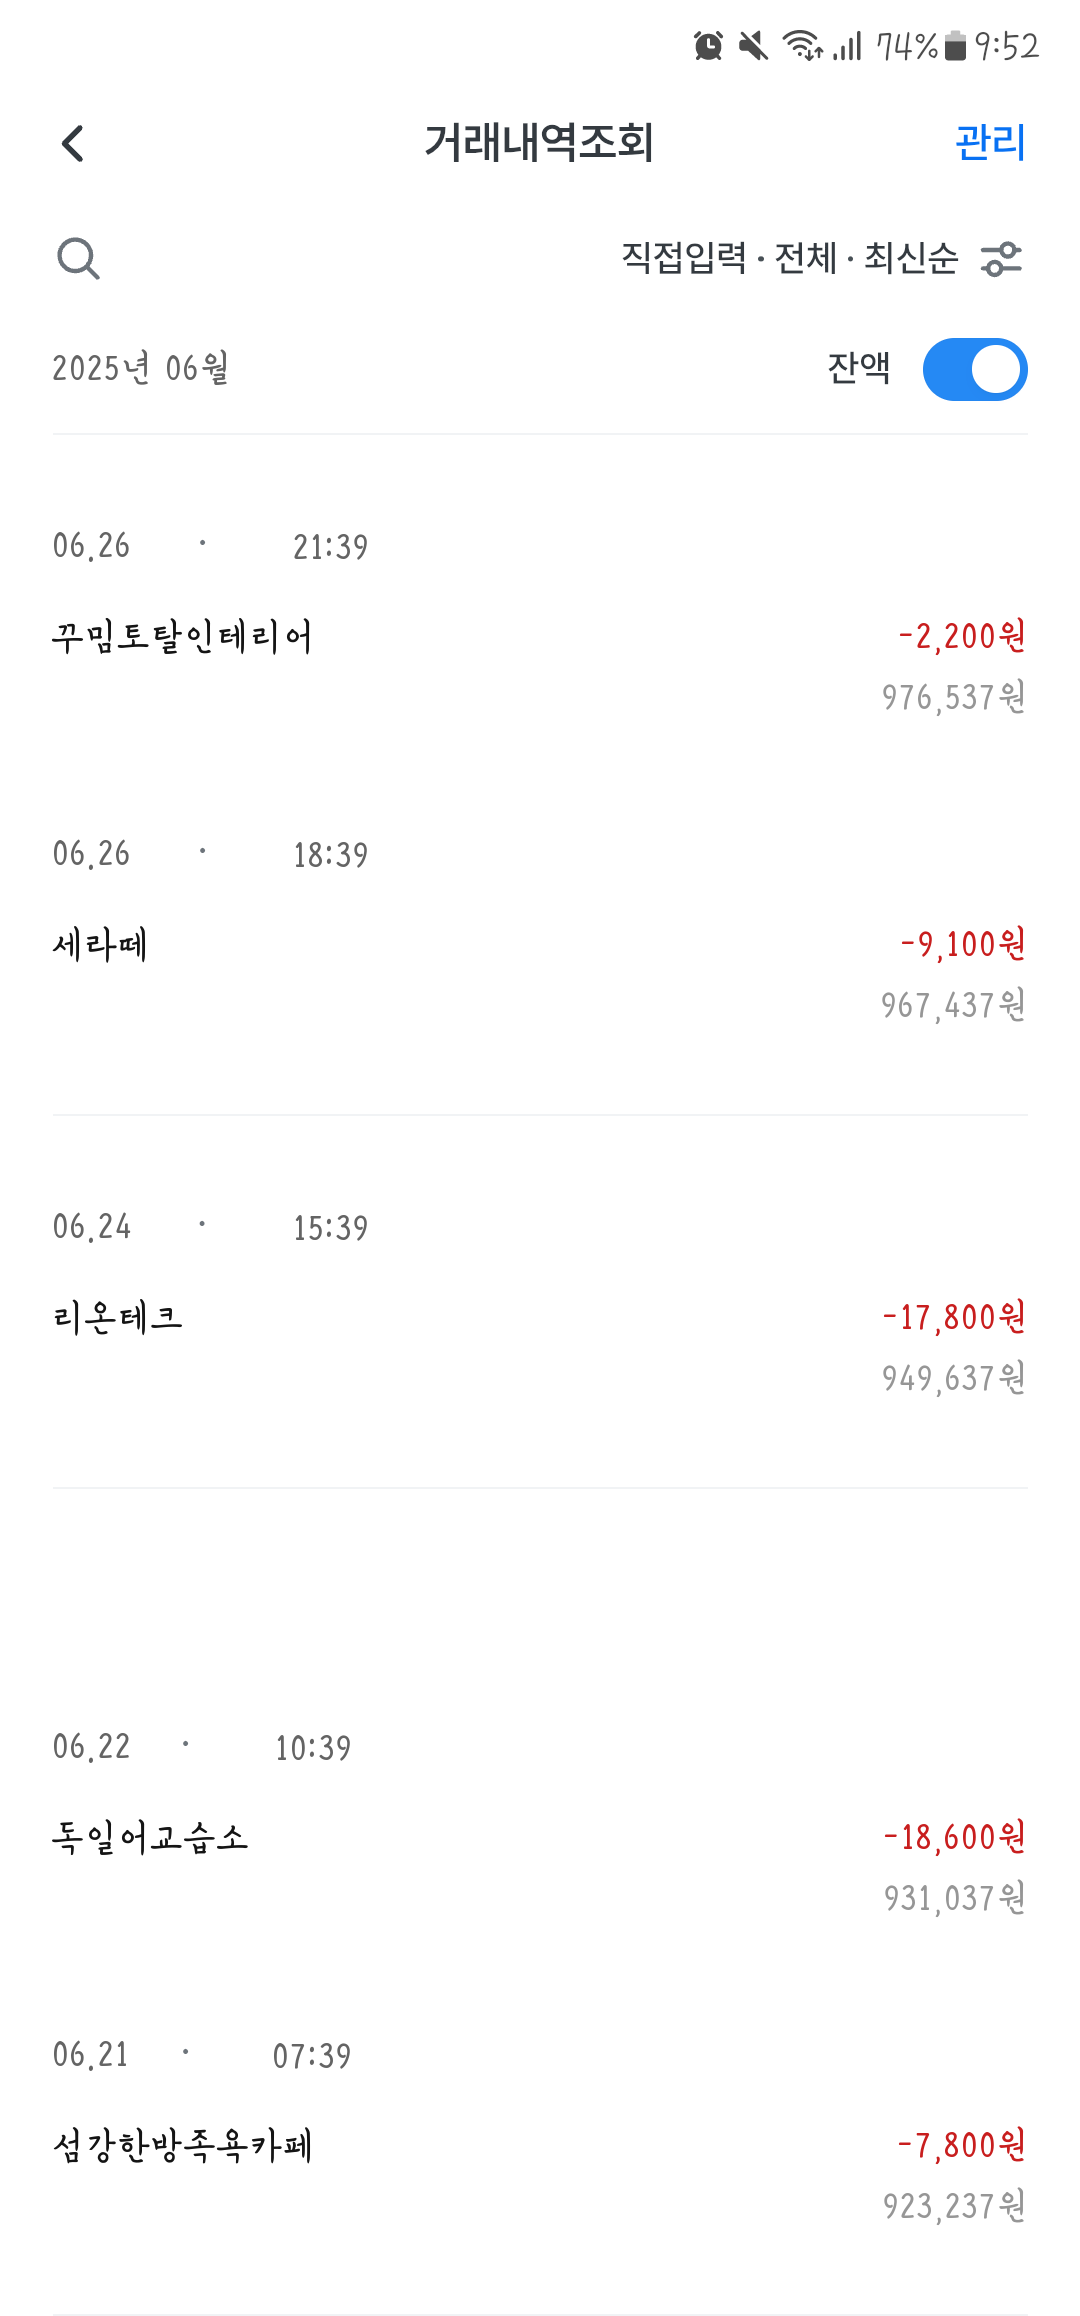 74% 9:52
거래내역조회 관리
직접입력 · 전체 · 최신순
2025년 06월 잔액
06.26 · 21:39
꾸밈토탈인테리어 -2,200원
976,537원
06.26 · 18:39
세라떼 -9,100원
967,437원
06.24 · 15:39
리온테크 -17,800원
949,637원
06.22 · 10:39
독일어교습소 -18,600원
931,037원
06.21 · 07:39
섬강한방족욕카페 -7,800원
923,237원